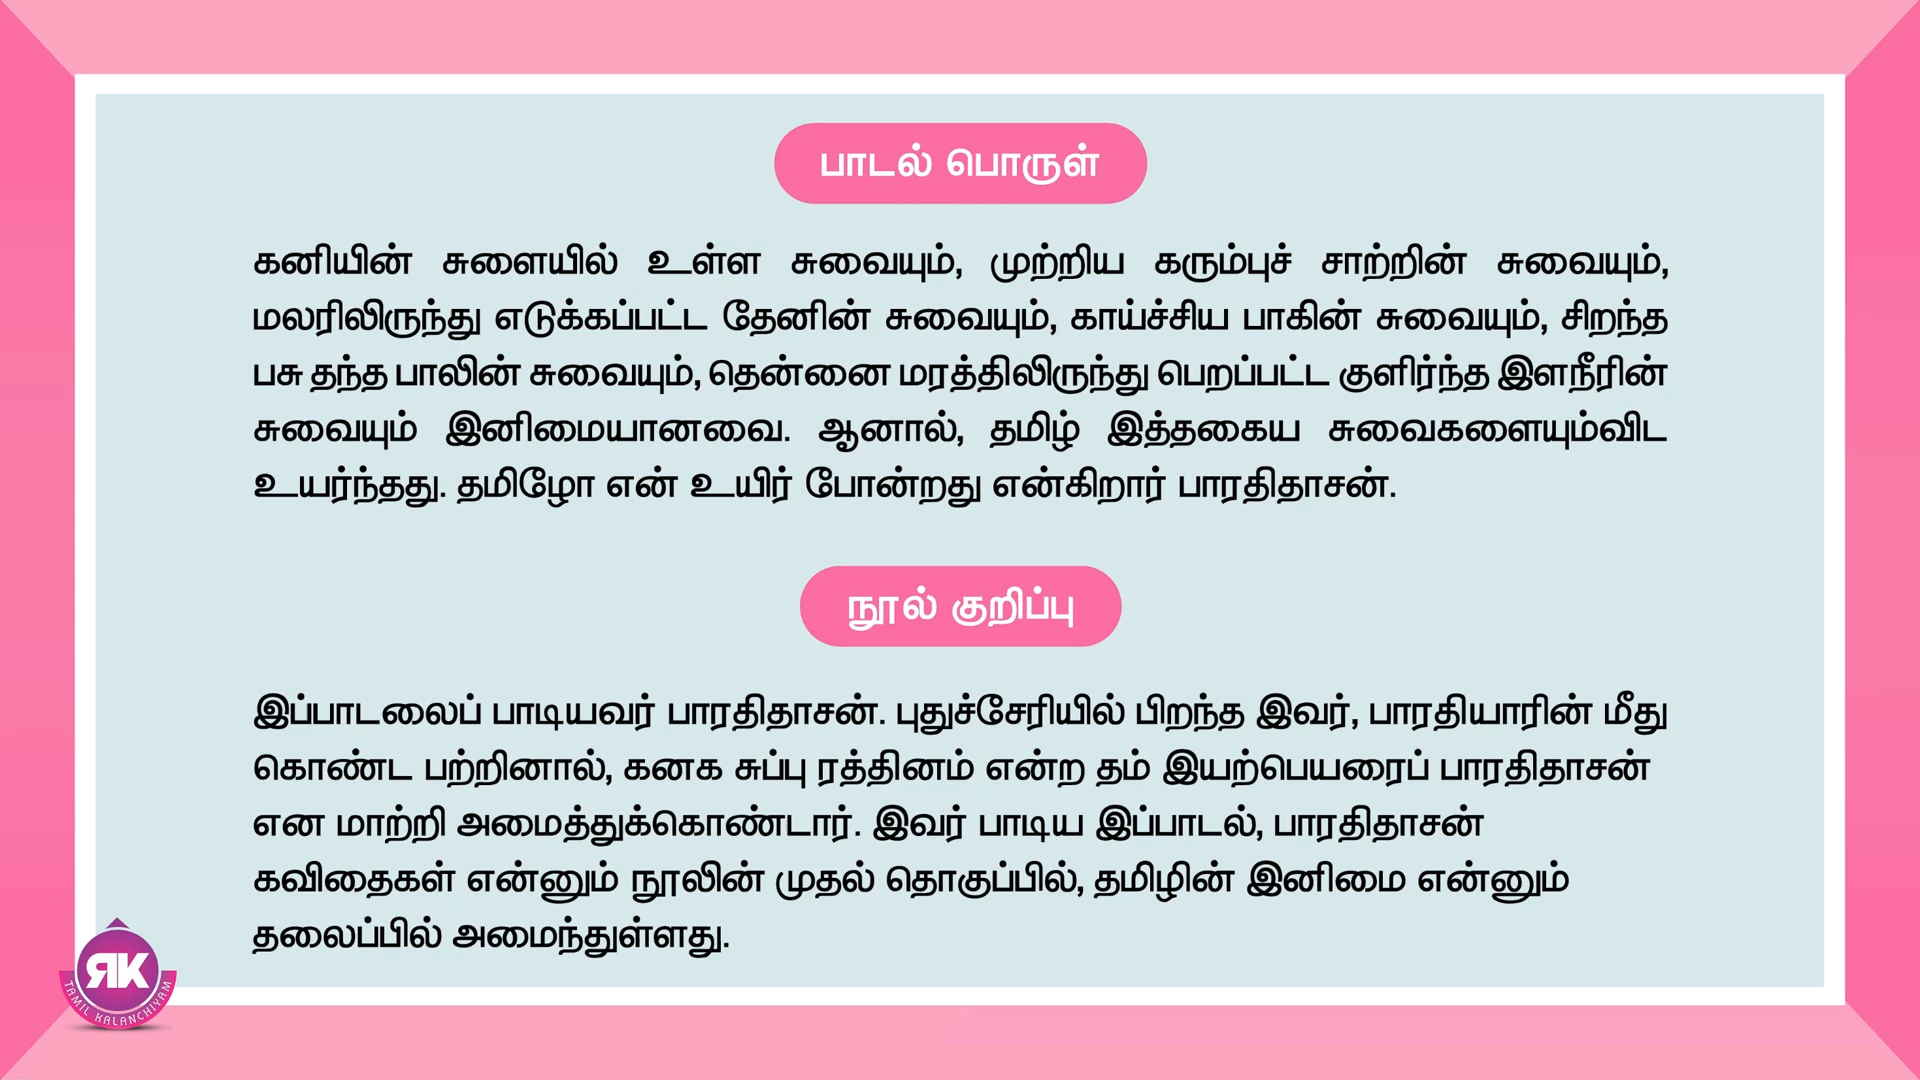 பாடல் பொருள்
கனியின் சுளையில் உள்ள சுவையும், முற்றிய கரும்புச் சாற்றின் சுவையும்,
மலரிலிருந்து எடுக்கப்பட்ட தேனின் சுவையும், காய்ச்சிய பாகின் சுவையும், சிறந்த
பசு தந்த பாலின் சுவையும், தென்னை மரத்திலிருந்து பெறப்பட்ட குளிர்ந்த இளநீரின்
சுவையும் இனிமையானவை. ஆனால், தமிழ் இத்தகைய சுவைகளையும்விட
உயர்ந்தது. தமிழோ என் உயிர் போன்றது என்கிறார் பாரதிதாசன்.
நூல் குறிப்பு
இப்பாடலைப் பாடியவர் பாரதிதாசன். புதுச்சேரியில் பிறந்த இவர், பாரதியாரின் மீது
கொண்ட பற்றினால், கனக சுப்பு ரத்தினம் என்ற தம் இயற்பெயரைப் பாரதிதாசன்
என மாற்றி அமைத்துக்கொண்டார். இவர் பாடிய இப்பாடல், பாரதிதாசன்
கவிதைகள் என்னும் நூலின் முதல் தொகுப்பில், தமிழின் இனிமை என்னும்
தலைப்பில் அமைந்துள்ளது.
RK
TAMIL KALANCHIYAM